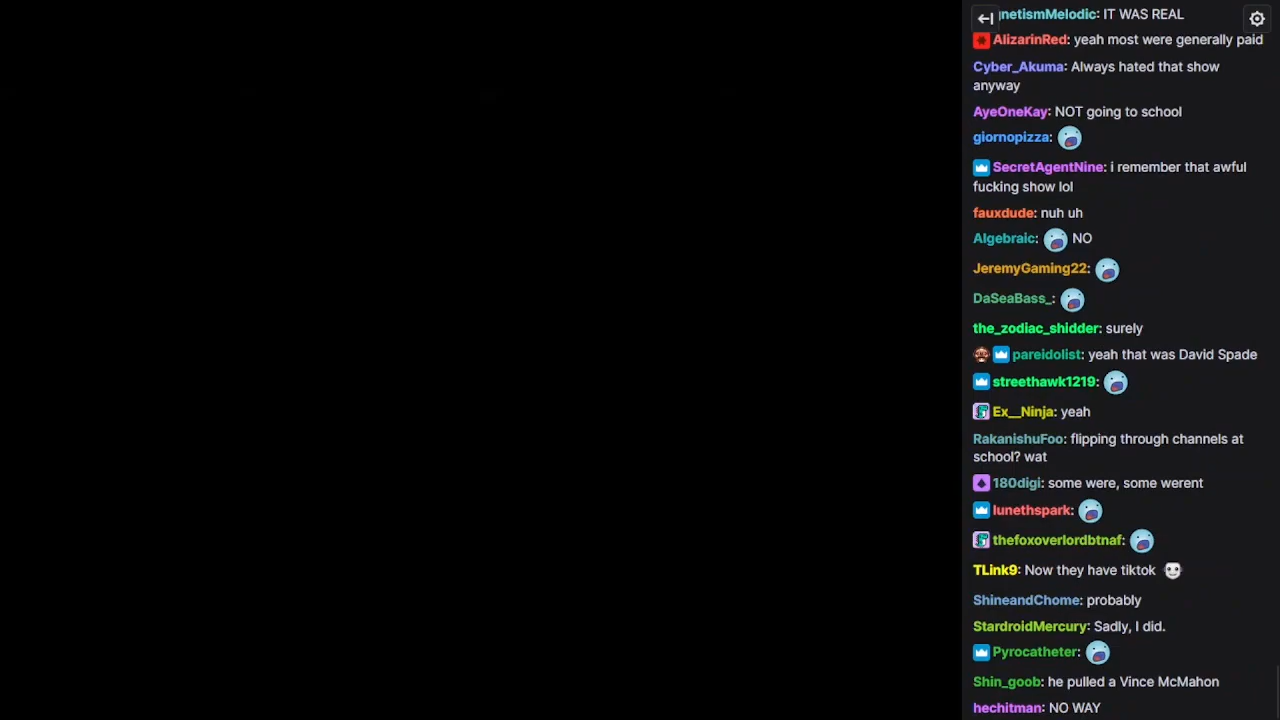 gnetismMelodic: IT WAS REAL
AlizarinRed: yeah most were generally paid
Cyber_Akuma: Always hated that show
anyway
AyeOneKay: NOT going to school
giornopizza:
SecretAgentNine: i remember that awful
fucking show lol
fauxdude: nuh uh
Algebraic: NO
JeremyGaming22:
DaSeaBass_:
the_zodiac_shidder: surely
pareidolist: yeah that was David Spade
streethawk1219:
Ex__Ninja: yeah
RakanishuFoo: flipping through channels at
school? wat
180digi: some were, some werent
lunethspark:
thefoxoverlordbtnaf:
TLink9: Now they have tiktok
ShineandChome: probably
StardroidMercury: Sadly, I did.
Pyrocatheter:
Shin_goob: he pulled a Vince McMahon
hechitman: NO WAY